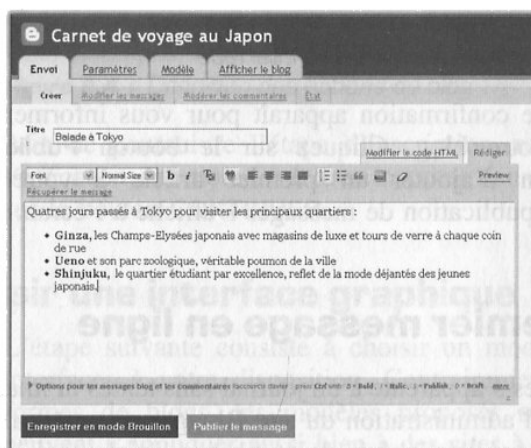 Carnet de voyage au Japon
Envoi Paramètres Modèle Afficher le blog
Créer Modifier les messages Modérer les commentaires État
Titre Balade à Tokyo
Modifier le code HTML Rédiger
Font Normal Size b i Preview
Récupérer le message
Quatres jours passés à Tokyo pour visiter les principaux quartiers :
• Ginza, les Champs-Elysées japonais avec magasins de luxe et tours de verre à chaque coin
de rue
• Ueno et son parc zoologique, véritable poumon de la ville
• Shinjuku, le quartier étudiant par excellence, reflet de la mode déjantés des jeunes
japonais.
Options pour les messages blog et les commentaires
Enregistrer en mode Brouillon Publier le message